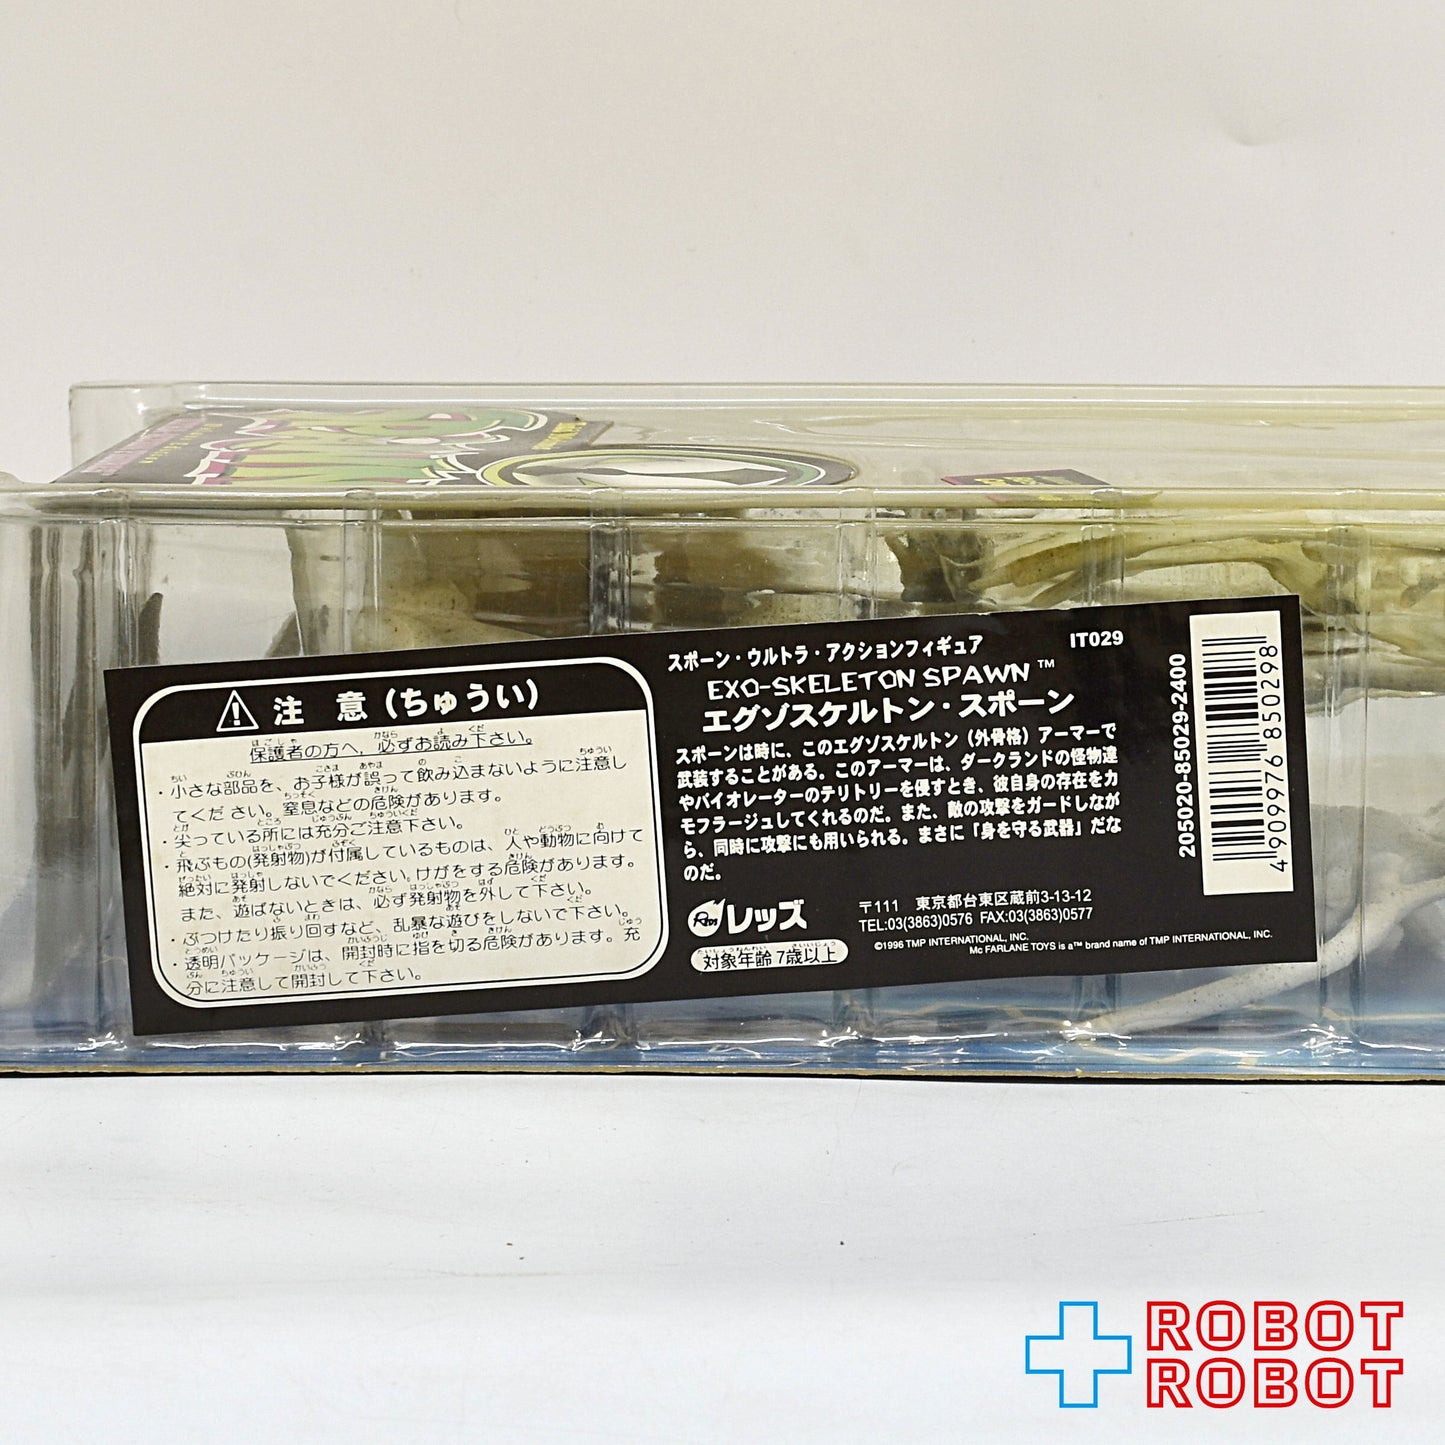 注 意 (ちゅうい)
保護者の方へ、必ずお読み下さい。
・小さな部品を、お子様が誤って飲み込まないように注意し
てください。窒息などの危険があります。
・尖っている所には充分ご注意下さい。
・飛ぶもの(発射物)が付属しているものは、人や動物に向けて
絶対に発射しないでください。けがをする危険があります。
また、遊ばないときは、必ず発射物を外して下さい。
・ぶつけたり振り回すなど、乱暴な遊びをしないで下さい。
・透明パッケージは、開封時に指を切る危険があります。充
分に注意して開封して下さい。
スポーン・ウルトラ・アクションフィギュア
IT029
EXO-SKELETON SPAWN™
エグゾスケルトン・スポーン
スポーンは時に、このエグゾスケルトン（外骨格）アーマーで
武装することがある。このアーマーは、ダークランドの怪物達
やバイオレーターのテリトリーを侵すとき、彼自身の存在をカ
モフラージュしてくれるのだ。また、敵の攻撃をガードしなが
ら、同時に攻撃にも用いられる。まさに「身を守る武器」だな
のだ。
レッズ
対象年齢 7歳以上
〒111 東京都台東区蔵前3-13-12
TEL:03(3863)0576 FAX:03(3863)0577
©1996 TMP INTERNATIONAL, INC.
Mc FARLANE TOYS is a™ brand name of TMP INTERNATIONAL, INC.
205020-85029-2400
4 909976 850298
ROBOT
ROBOT